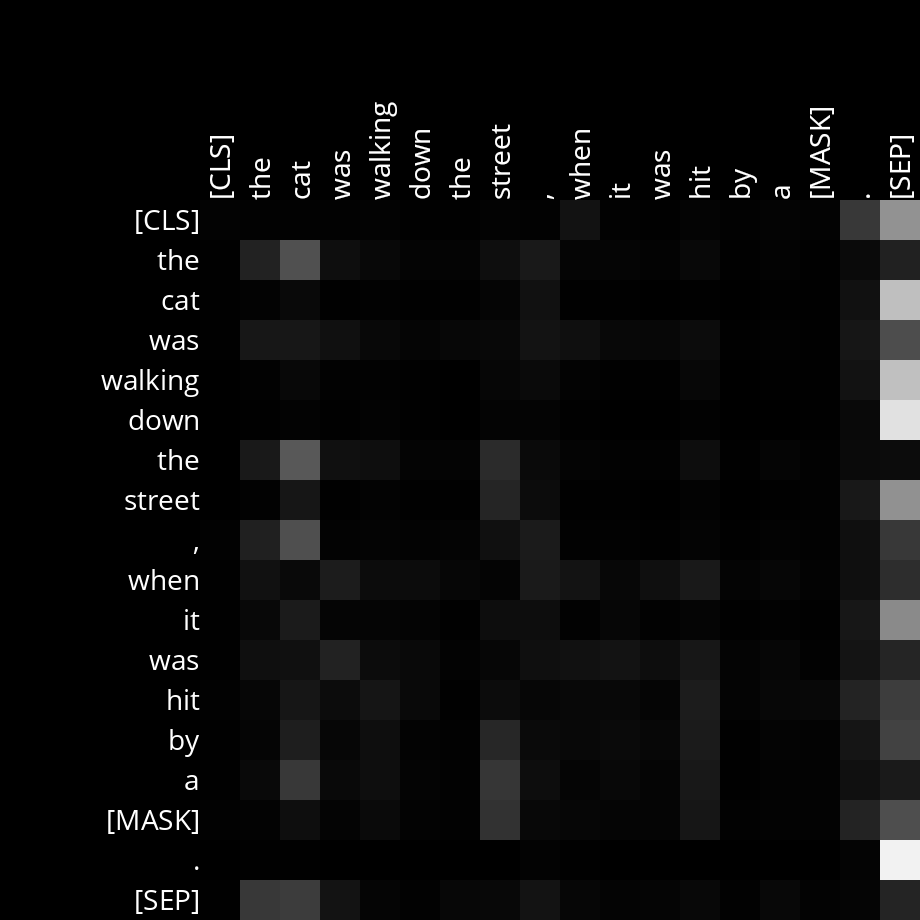 [CLS] the cat was walking down the street , when it was hit by a [MASK] . [SEP]
[CLS]
the
cat
was
walking
down
the
street
,
when
it
was
hit
by
a
[MASK]
.
[SEP]